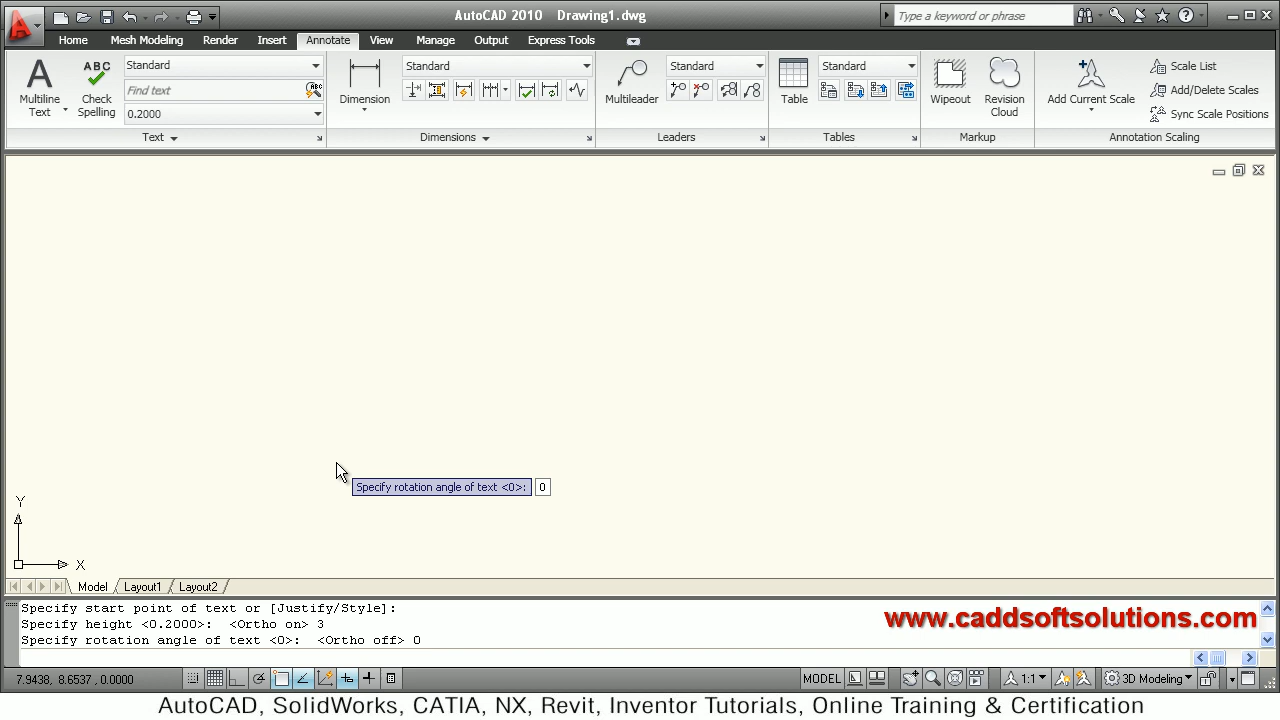 AutoCAD 2010 Drawing1.dwg
Type a keyword or phrase
Home Mesh Modeling Render Insert Annotate View Manage Output Express Tools
Multiline Text
ABC Check Spelling
Standard
Find text
0.2000
Text
Dimension
Standard
Dimensions
Multileader
Standard
Leaders
Table
Standard
Tables
Wipeout
Revision Cloud
Markup
Add Current Scale
Scale List
Add/Delete Scales
Sync Scale Positions
Annotation Scaling
Specify rotation angle of text <0>: 0
Y
X
Model Layout1 Layout2
Specify start point of text or [Justify/Style]:
Specify height <0.2000>: <Ortho on> 3
Specify rotation angle of text <0>: <Ortho off> 0
www.caddsoftsolutions.com
7.9438, 8.6537 , 0.0000
MODEL
1:1
3D Modeling
AutoCAD, SolidWorks, CATIA, NX, Revit, Inventor Tutorials, Online Training & Certification